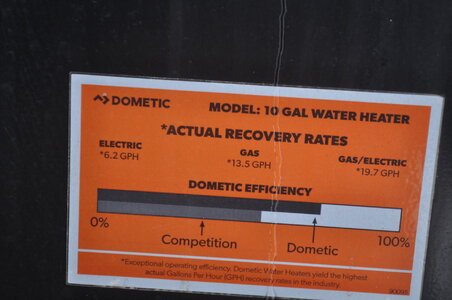 DOMETIC
MODEL: 10 GAL WATER HEATER
*ACTUAL RECOVERY RATES
ELECTRIC
*6.2 GPH
GAS
*13.5 GPH
GAS/ELECTRIC
*19.7 GPH
DOMETIC EFFICIENCY
0%
100%
Competition
Dometic
*Exceptional operating efficiency. Dometic Water Heaters yield the highest
actual Gallons Per Hour (GPH) recovery rates in the industry.